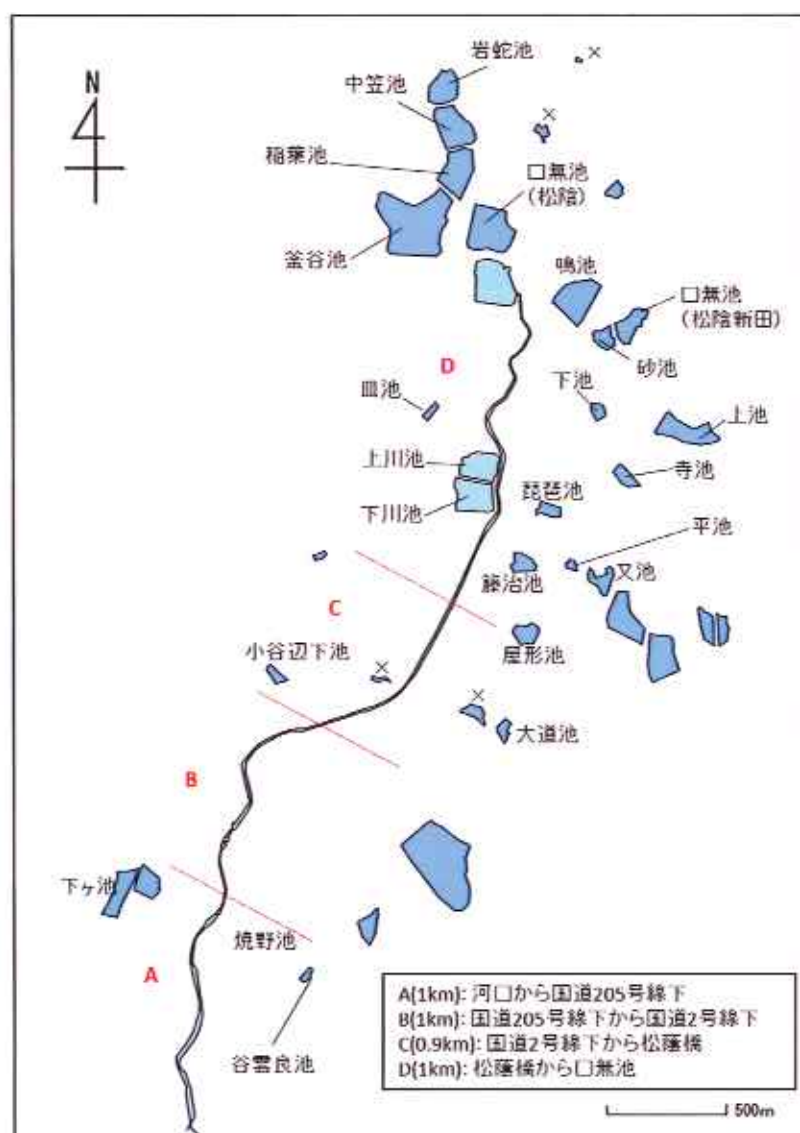 岩蛇池
中笠池
N
稲葉池
口無池
(松陰)
釜谷池
鳴池
口無池
(松陰新田)
砂池
D
皿池
下池
上池
上川池
寺池
琵琶池
下川池
平池
籐治池
又池
C
小谷辺下池
屋形池
大道池
B
下ヶ池
焼野池
A
谷雲良池
A(1km): 河口から国道205号線下
B(1km): 国道205号線下から国道2号線下
C(0.9km): 国道2号線下から松蔭橋
D(1km): 松蔭橋から口無池
500m